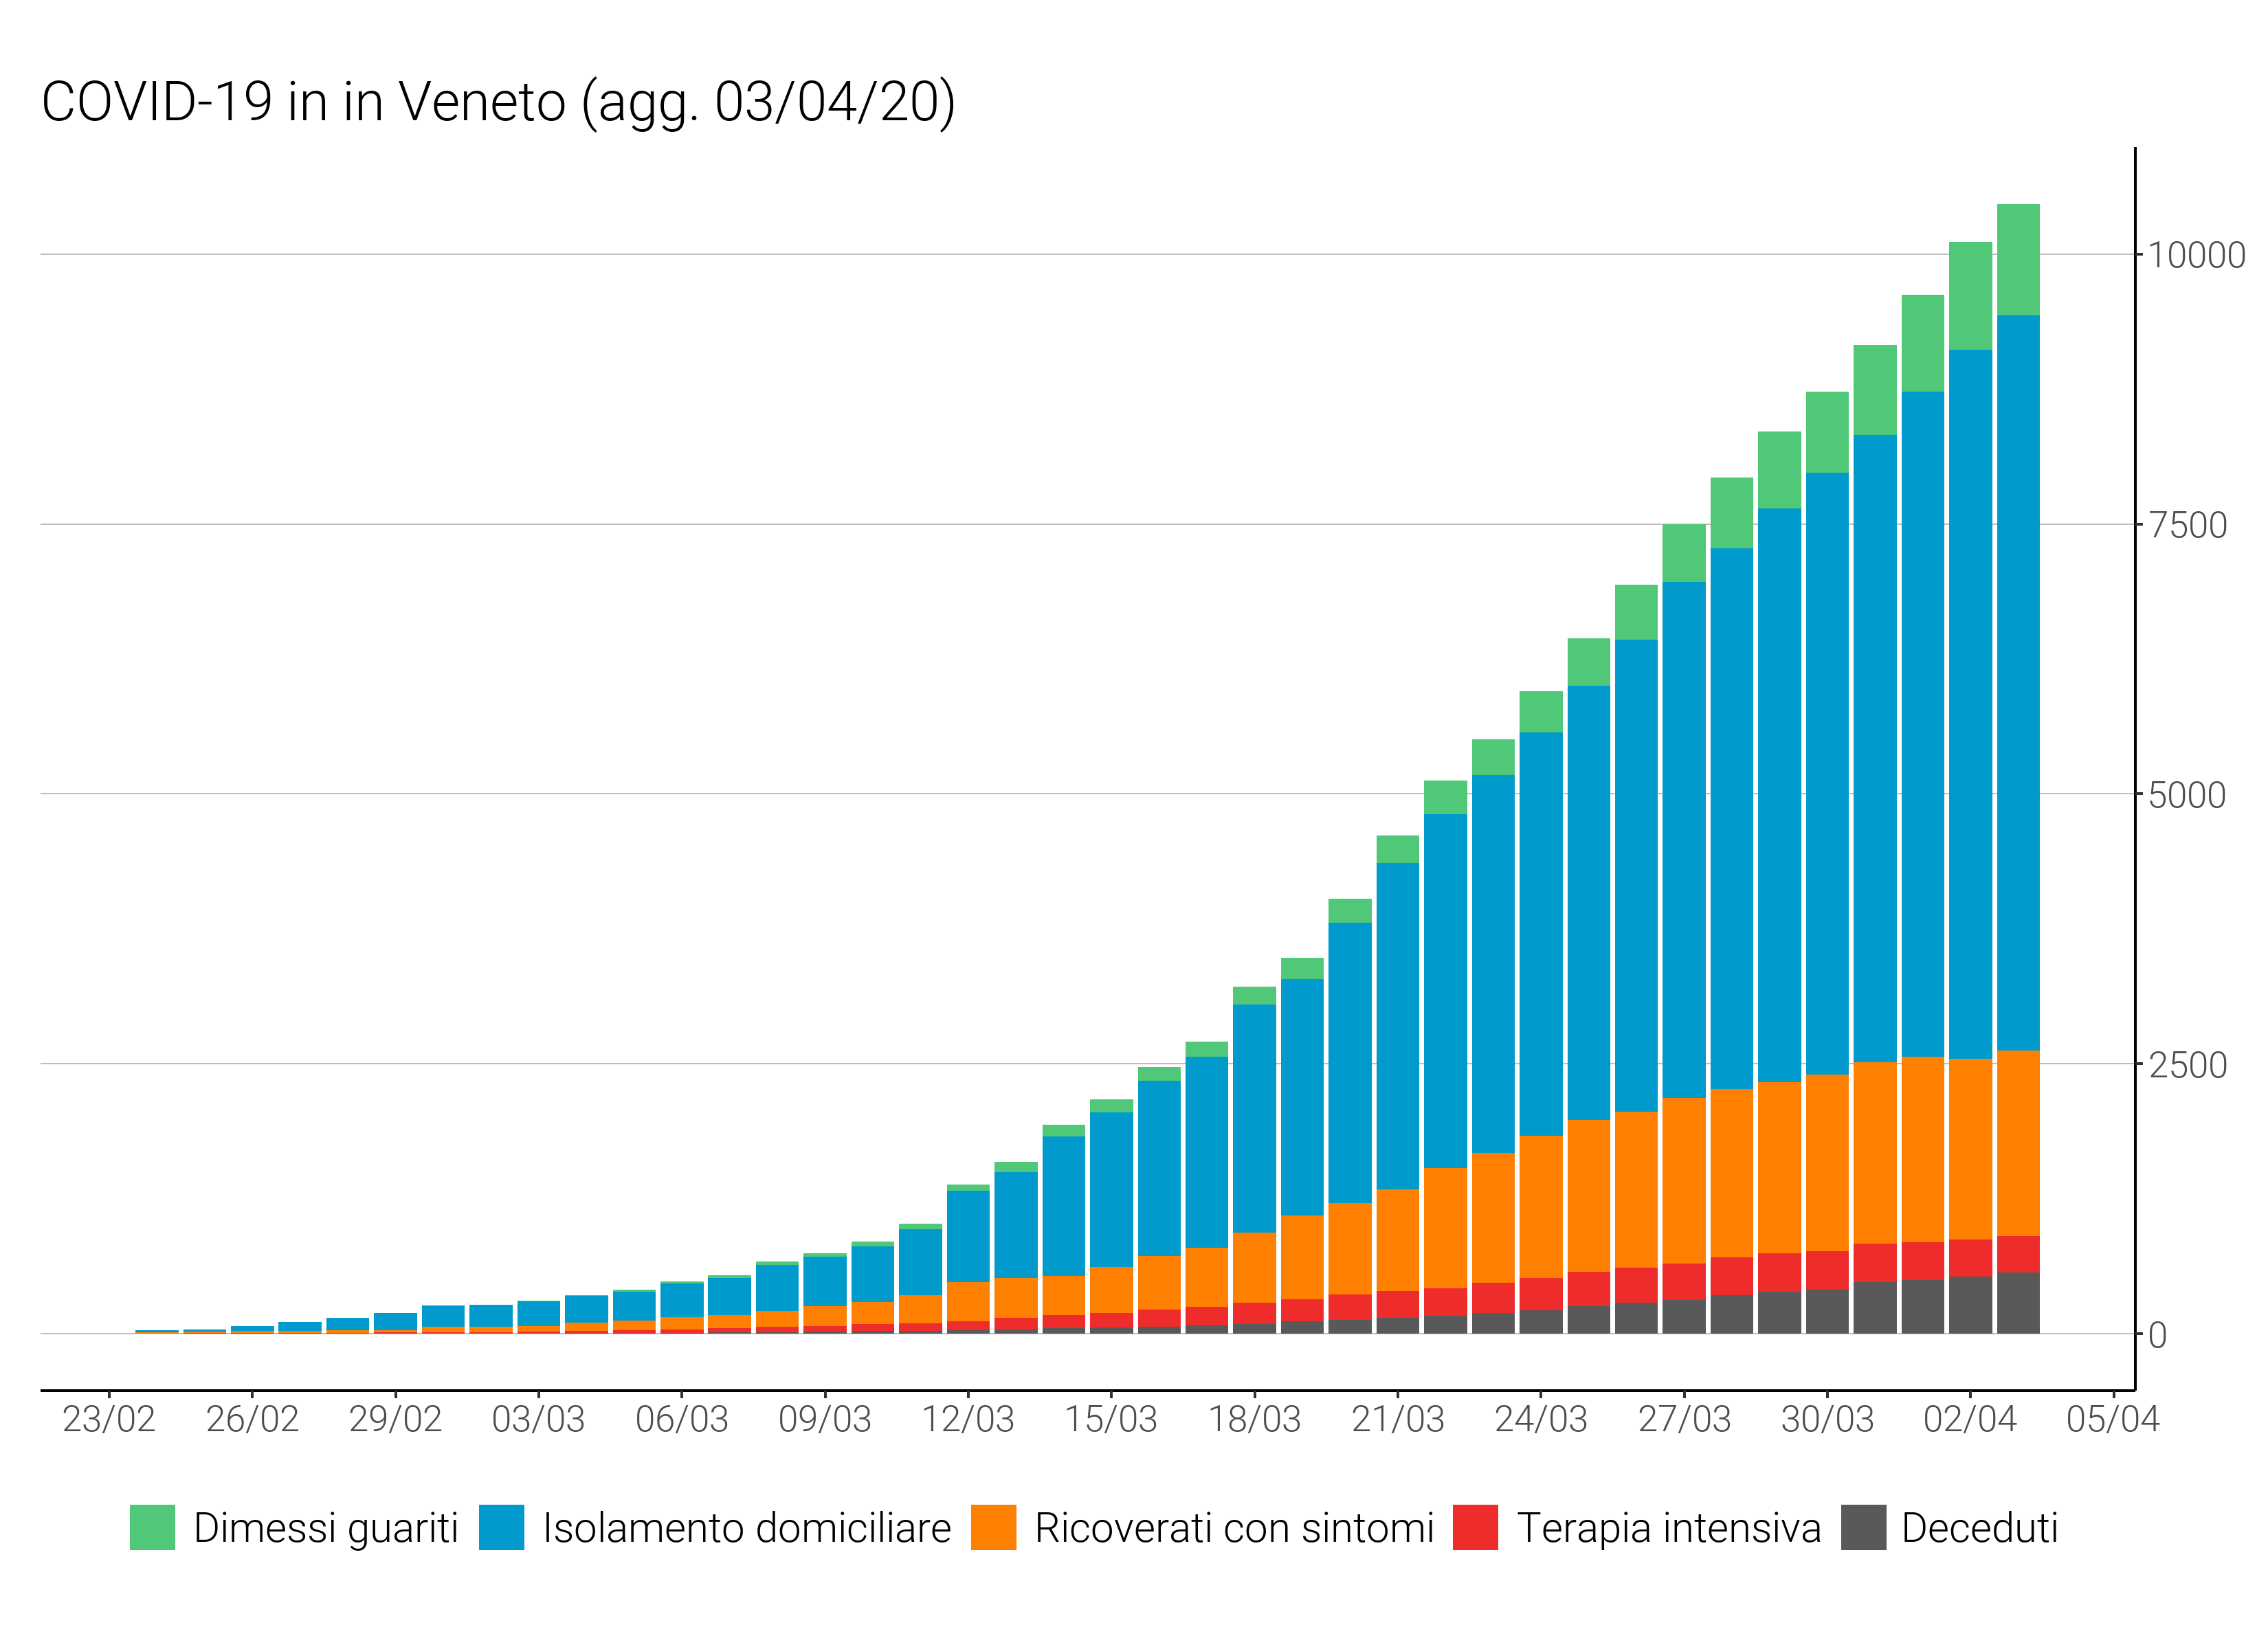 COVID-19 in in Veneto (agg. 03/04/20)
10000
7500
5000
2500
0
23/02 26/02 29/02 03/03 06/03 09/03 12/03 15/03 18/03 21/03 24/03 27/03 30/03 02/04 05/04
Dimessi guariti Isolamento domiciliare Ricoverati con sintomi Terapia intensiva Deceduti